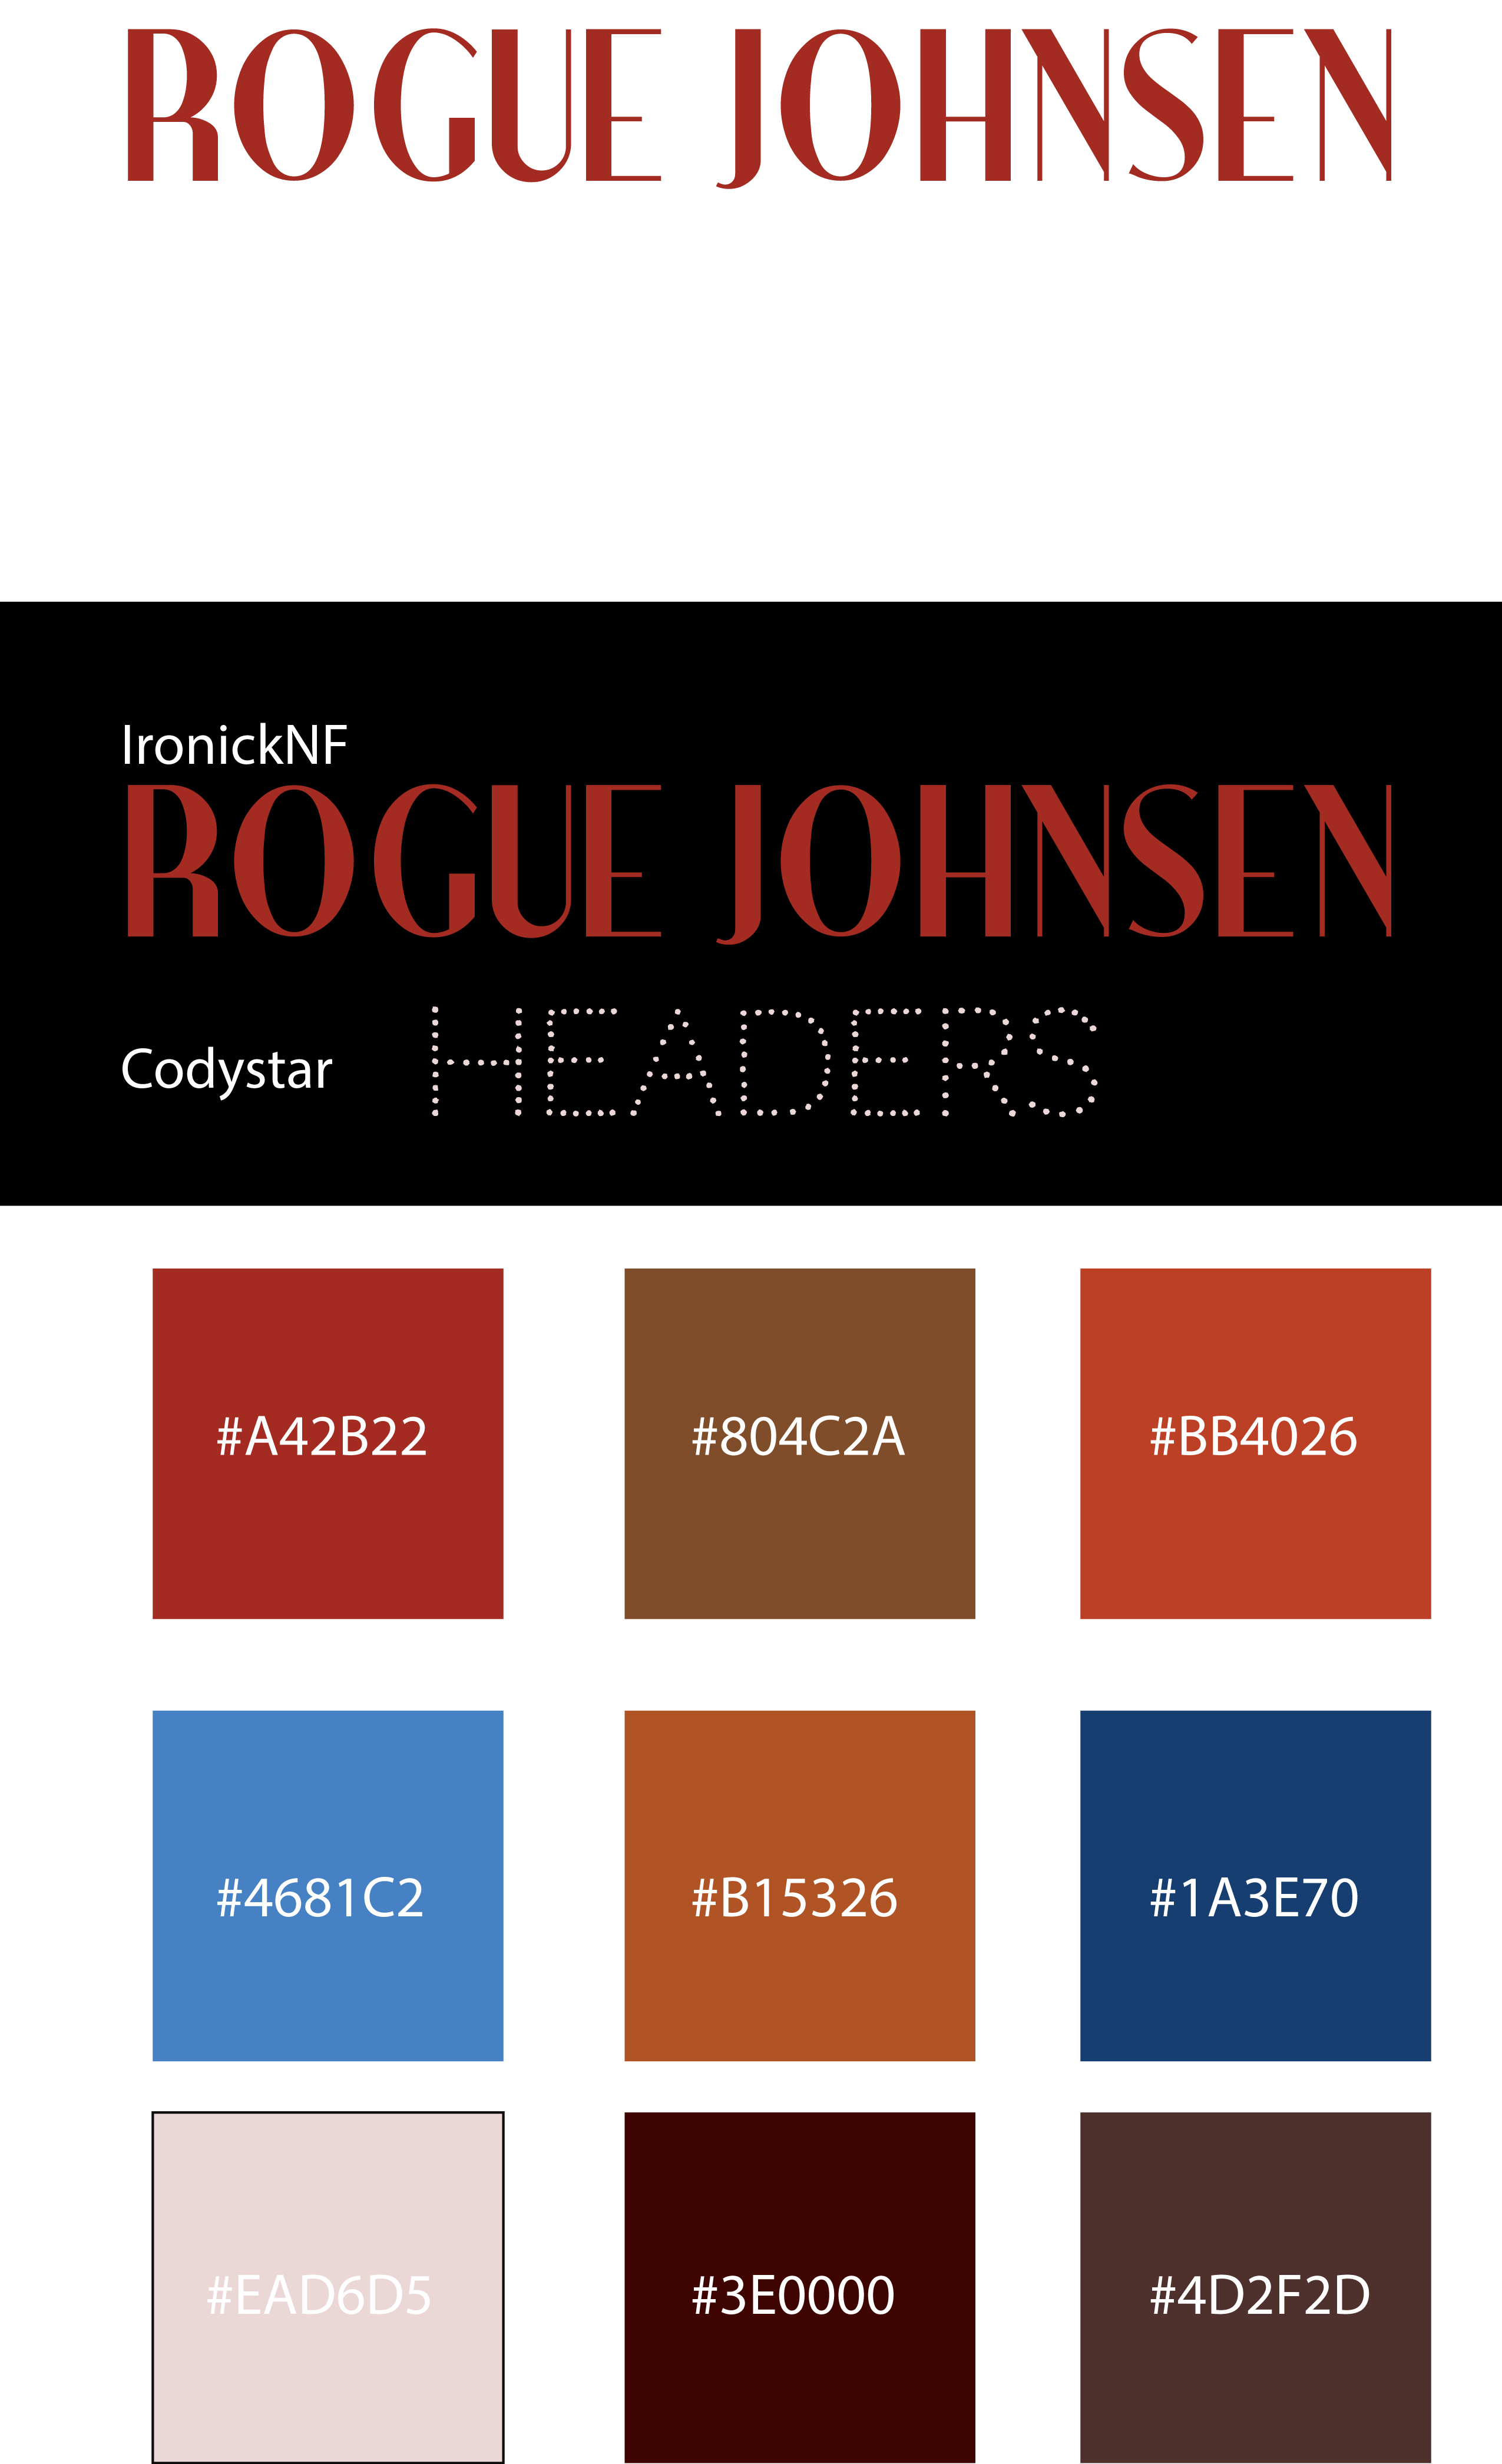 ROGUE JOHNSEN
IronickNF
ROGUE JOHNSEN
Codystar HEADERS
#A42B22 #804C2A #BB4026
#4681C2 #B15326 #1A3E70
#EAD6D5 #3E0000 #4D2F2D